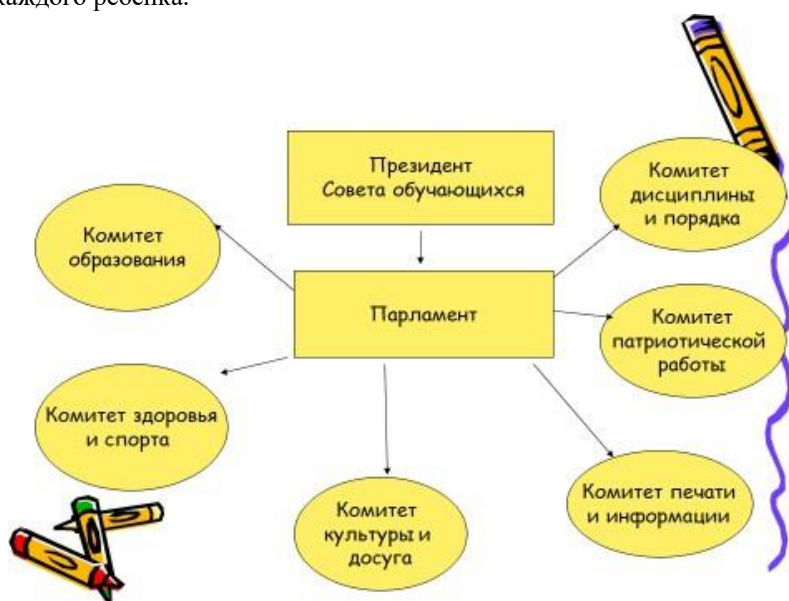 каждого ребенка.
Президент
Совета обучающихся
Комитет
дисциплины
и порядка
Комитет
образования
Парламент
Комитет
патриотической
работы
Комитет здоровья
и спорта
Комитет
культуры и
досуга
Комитет печати
и информации